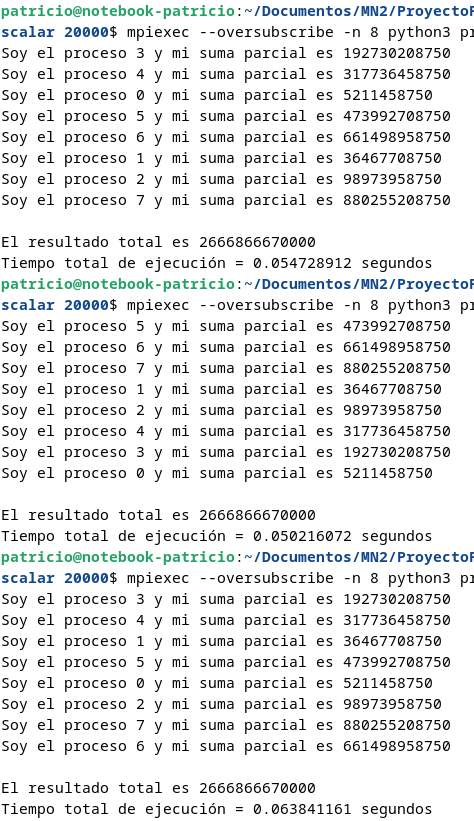 patricio@notebook-patricio:~/Documentos/MN2/Proyecto
scalar 20000$ mpiexec --oversubscribe -n 8 python3 pr
Soy el proceso 3 y mi suma parcial es 192730208750
Soy el proceso 4 y mi suma parcial es 317736458750
Soy el proceso 0 y mi suma parcial es 5211458750
Soy el proceso 5 y mi suma parcial es 473992708750
Soy el proceso 6 y mi suma parcial es 661498958750
Soy el proceso 1 y mi suma parcial es 36467708750
Soy el proceso 2 y mi suma parcial es 98973958750
Soy el proceso 7 y mi suma parcial es 880255208750
El resultado total es 2666866670000
Tiempo total de ejecución = 0.054728912 segundos
patricio@notebook-patricio:~/Documentos/MN2/Proyecto
scalar 20000$ mpiexec --oversubscribe -n 8 python3 pr
Soy el proceso 5 y mi suma parcial es 473992708750
Soy el proceso 6 y mi suma parcial es 661498958750
Soy el proceso 7 y mi suma parcial es 880255208750
Soy el proceso 1 y mi suma parcial es 36467708750
Soy el proceso 2 y mi suma parcial es 98973958750
Soy el proceso 4 y mi suma parcial es 317736458750
Soy el proceso 3 y mi suma parcial es 192730208750
Soy el proceso 0 y mi suma parcial es 5211458750
El resultado total es 2666866670000
Tiempo total de ejecución = 0.050216072 segundos
patricio@notebook-patricio:~/Documentos/MN2/Proyecto
scalar 20000$ mpiexec --oversubscribe -n 8 python3 pr
Soy el proceso 3 y mi suma parcial es 192730208750
Soy el proceso 4 y mi suma parcial es 317736458750
Soy el proceso 1 y mi suma parcial es 36467708750
Soy el proceso 5 y mi suma parcial es 473992708750
Soy el proceso 0 y mi suma parcial es 5211458750
Soy el proceso 2 y mi suma parcial es 98973958750
Soy el proceso 7 y mi suma parcial es 880255208750
Soy el proceso 6 y mi suma parcial es 661498958750
El resultado total es 2666866670000
Tiempo total de ejecución = 0.063841161 segundos